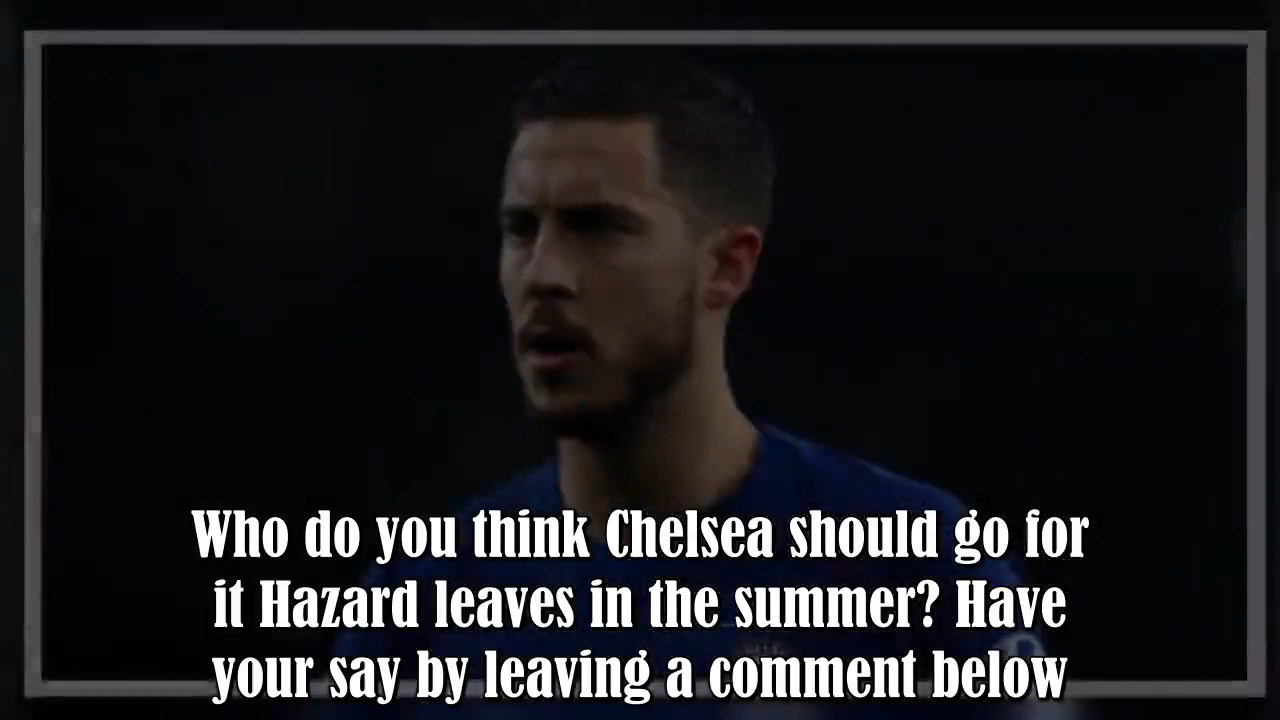 Who do you think Chelsea should go for
it Hazard leaves in the summer? Have
your say by leaving a comment below